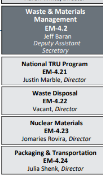 Waste & Materials
Management
EM-4.2
Jeff Baran
Deputy Assistant
Secretary
National TRU Program
EM-4.21
Justin Marble, Director
Waste Disposal
EM-4.22
Vacant, Director
Nuclear Materials
EM-4.23
Jomaries Rovira, Director
Packaging & Transportation
EM-4.24
Julia Shenk, Director